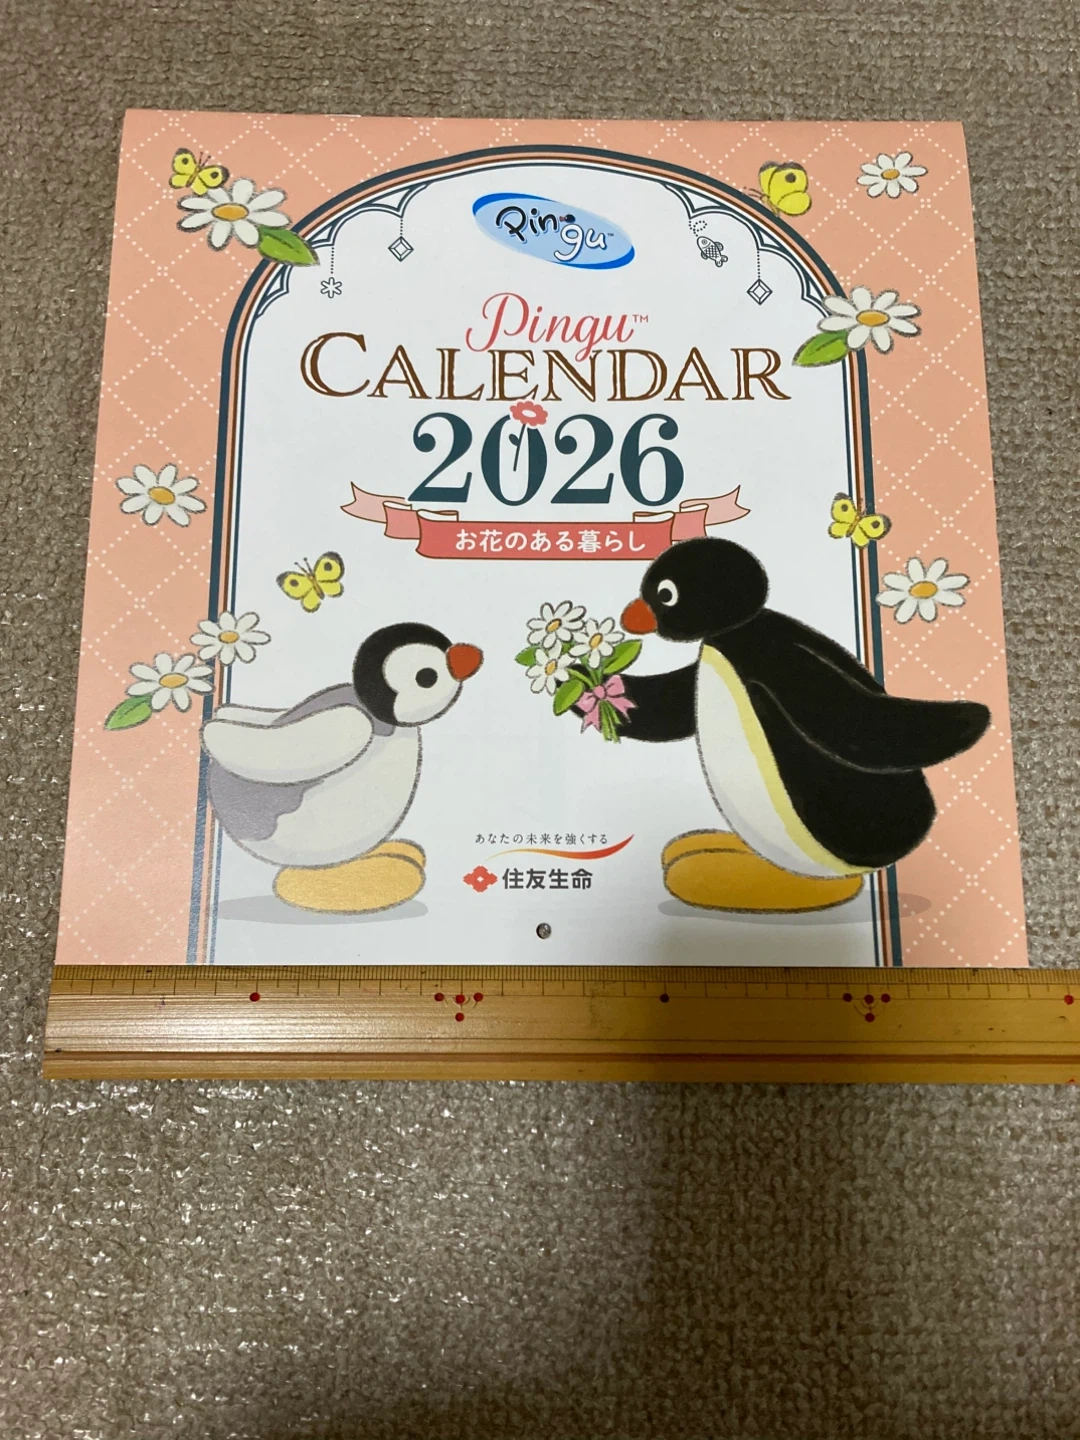 Pingu™
Pingu™
CALENDAR
2026
お花のある暮らし
あなたの未来を強くする
住友生命